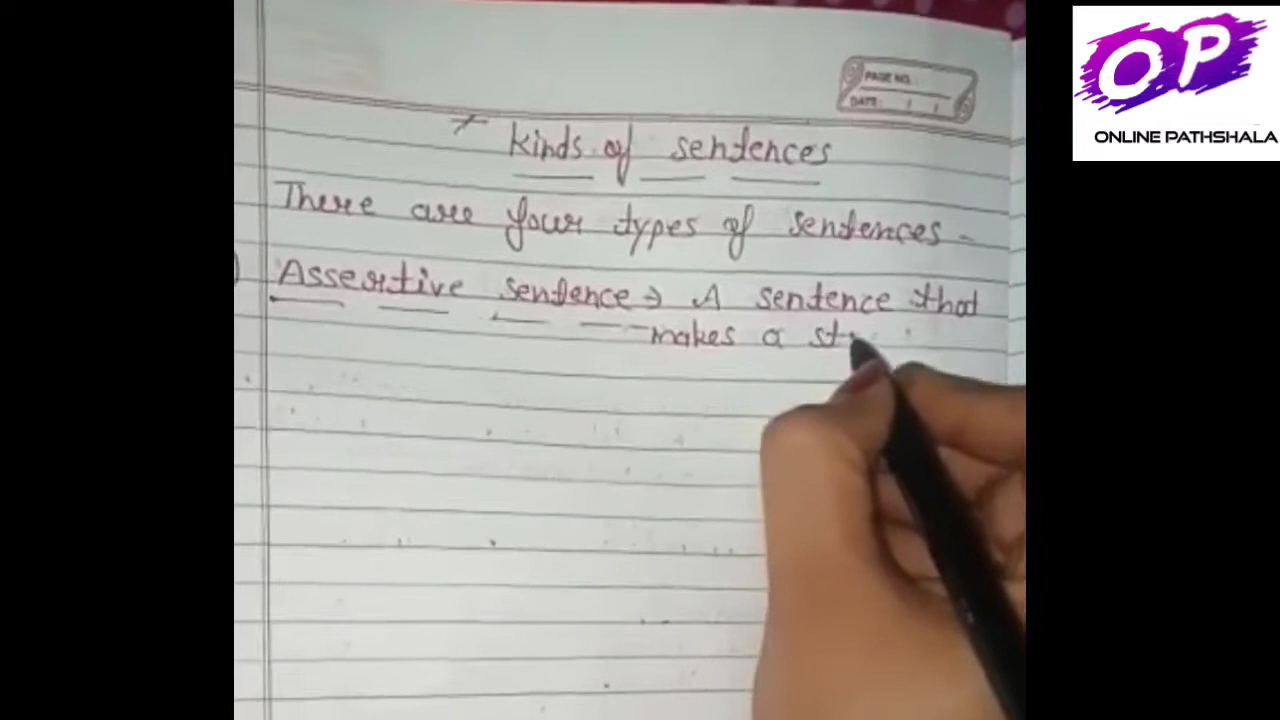 OP
ONLINE PATHSHALA
PAGE NO.
DATE
Kinds of sentences
There are four types of sentences -
Assertive sentence → A sentence that
makes a st